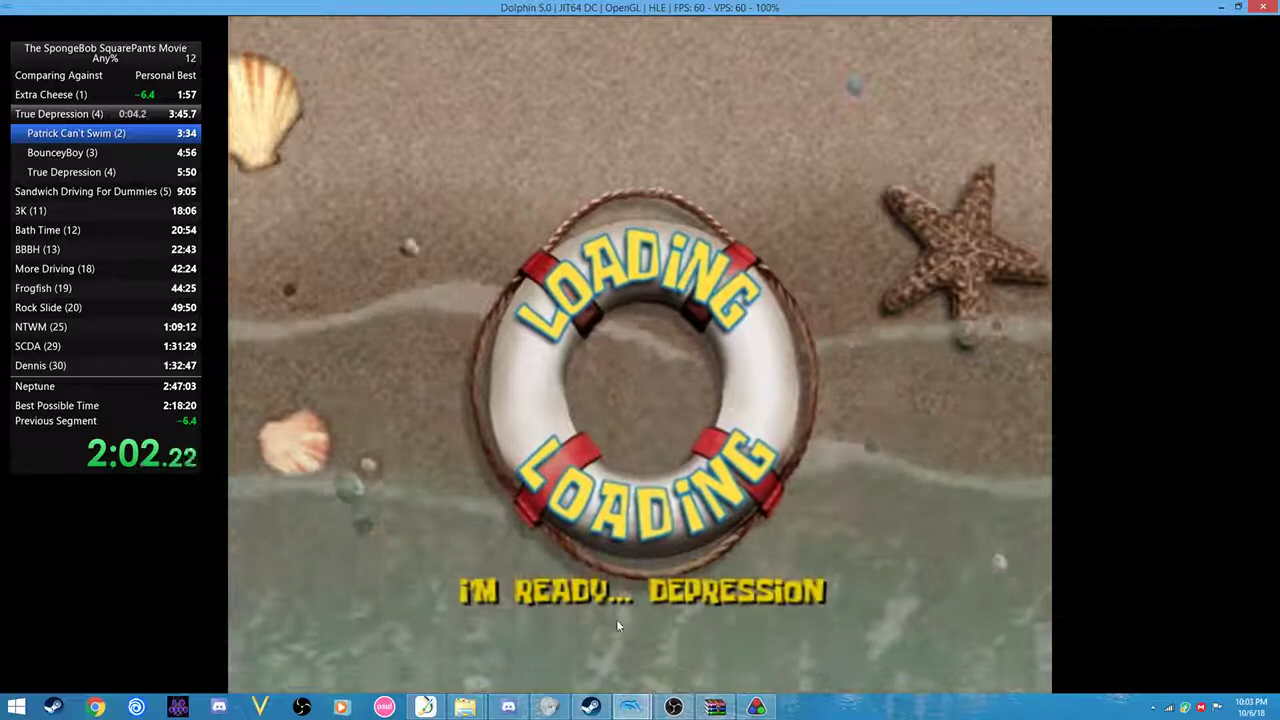 Dolphin 5.0 | JIT64 DC | OpenGL | HLE | FPS: 60 - VPS: 60 - 100%
The SpongeBob SquarePants Movie
Any% 12
Comparing Against Personal Best
Extra Cheese (1) -6.4 1:57
True Depression (4) 0:04.2 3:45.7
Patrick Can't Swim (2) 3:34
BounceyBoy (3) 4:56
True Depression (4) 5:50
Sandwich Driving For Dummies (5) 9:05
3K (11) 18:06
Bath Time (12) 20:54
BBBH (13) 22:43
More Driving (18) 42:24
Frogfish (19) 44:25
Rock Slide (20) 49:50
NTWM (25) 1:09:12
SCDA (29) 1:31:29
Dennis (30) 1:32:47
Neptune 2:47:03
Best Possible Time 2:18:20
Previous Segment -6.4
2:02.22
LOADING
LOADING
I'M READY... DEPRESSION
osu!
10:03 PM
10/6/18